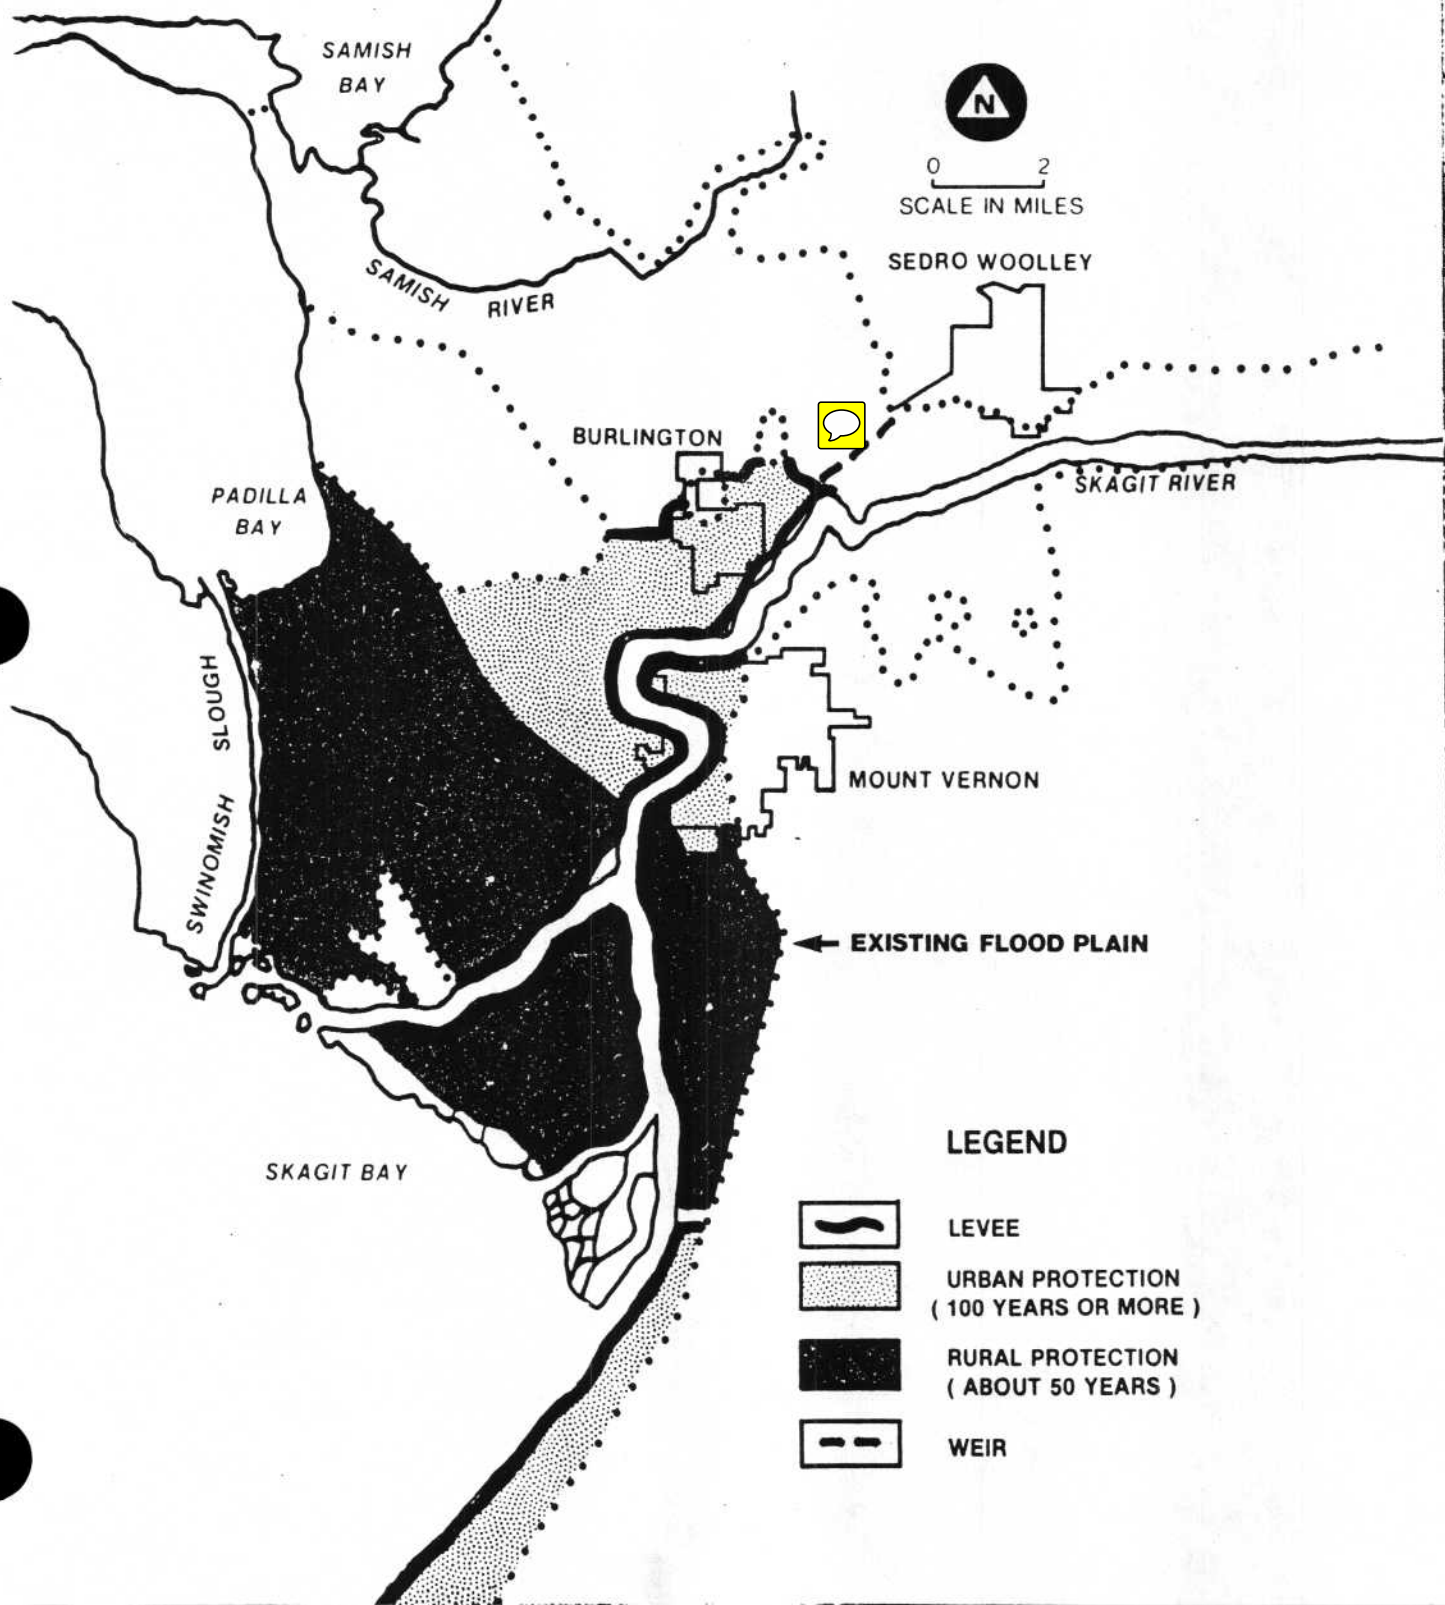 SAMISH
BAY
N
0 2
SCALE IN MILES
SEDRO WOOLLEY
SAMISH RIVER
BURLINGTON
PADILLA
BAY
SKAGIT RIVER
SWINOMISH SLOUGH
MOUNT VERNON
EXISTING FLOOD PLAIN
SKAGIT BAY
LEGEND
LEVEE
URBAN PROTECTION
( 100 YEARS OR MORE )
RURAL PROTECTION
( ABOUT 50 YEARS )
WEIR